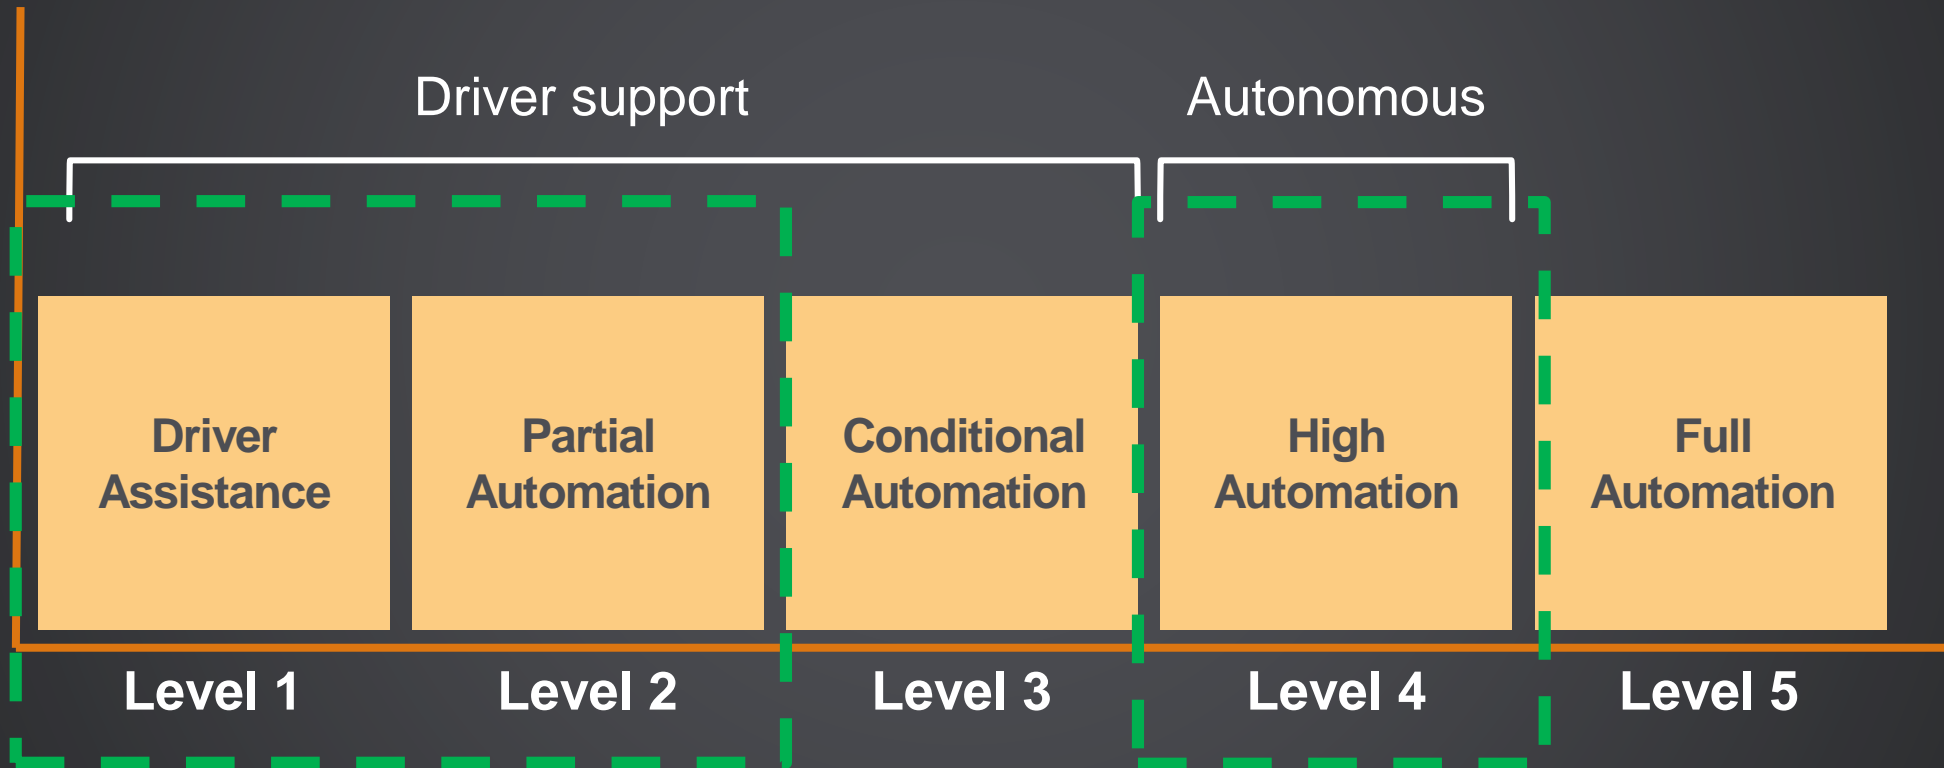 Driver support
Autonomous
Driver
Assistance
Partial
Automation
Conditional
Automation
High
Automation
Full
Automation
Level 1
Level 2
Level 3
Level 4
Level 5